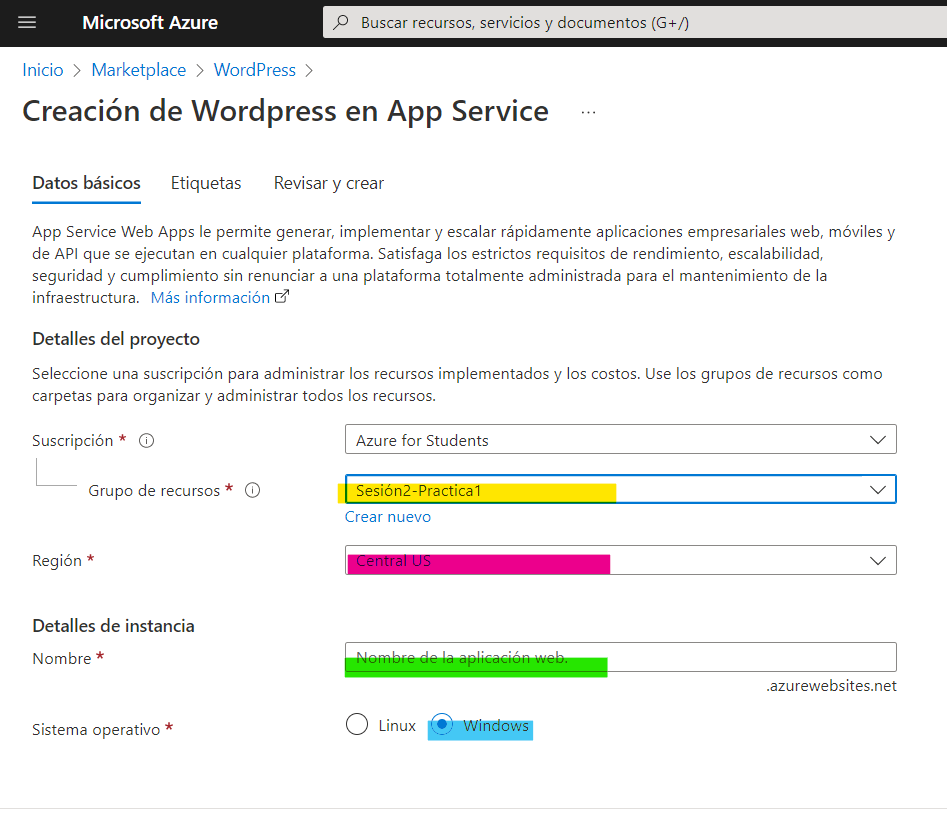 Microsoft Azure
Buscar recursos, servicios y documentos (G+/)
Inicio > Marketplace > WordPress >
Creación de Wordpress en App Service ...
Datos básicos Etiquetas Revisar y crear
App Service Web Apps le permite generar, implementar y escalar rápidamente aplicaciones empresariales web, móviles y
de API que se ejecutan en cualquier plataforma. Satisfaga los estrictos requisitos de rendimiento, escalabilidad,
seguridad y cumplimiento sin renunciar a una plataforma totalmente administrada para el mantenimiento de la
infraestructura. Más información
Detalles del proyecto
Seleccione una suscripción para administrar los recursos implementados y los costos. Use los grupos de recursos como
carpetas para organizar y administrar todos los recursos.
Suscripción * Azure for Students
Grupo de recursos * Sesión2-Practica1
Crear nuevo
Región * Central US
Detalles de instancia
Nombre * Nombre de la aplicación web.
.azurewebsites.net
Sistema operativo * Linux Windows